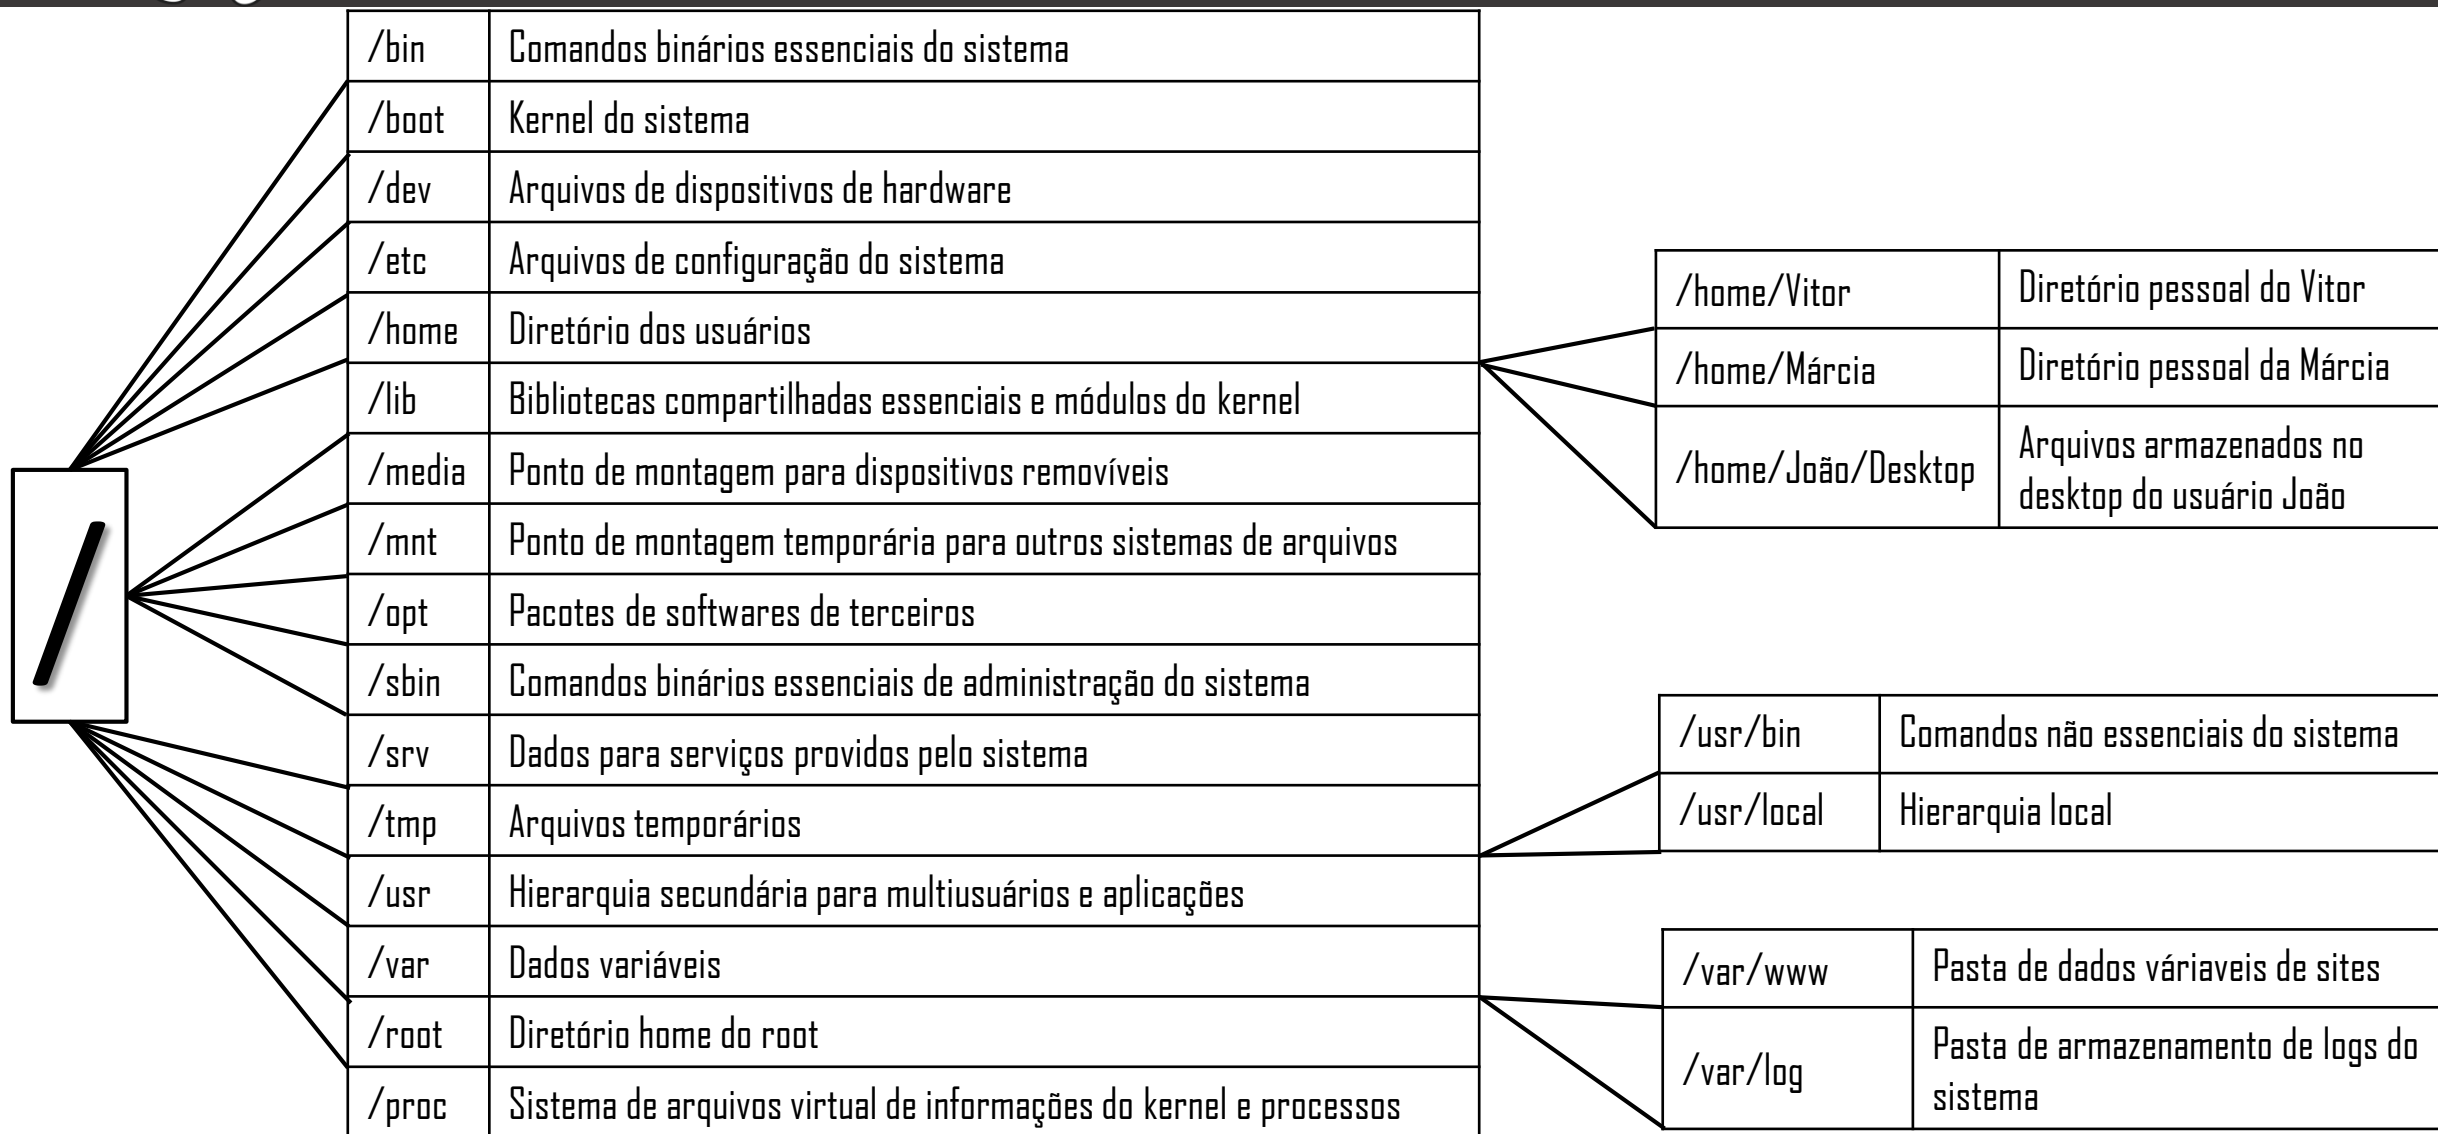 /
/bin Comandos binários essenciais do sistema
/boot Kernel do sistema
/dev Arquivos de dispositivos de hardware
/etc Arquivos de configuração do sistema
/home Diretório dos usuários
/lib Bibliotecas compartilhadas essenciais e módulos do kernel
/media Ponto de montagem para dispositivos removíveis
/mnt Ponto de montagem temporária para outros sistemas de arquivos
/opt Pacotes de softwares de terceiros
/sbin Comandos binários essenciais de administração do sistema
/srv Dados para serviços providos pelo sistema
/tmp Arquivos temporários
/usr Hierarquia secundária para multiusuários e aplicações
/var Dados variáveis
/root Diretório home do root
/proc Sistema de arquivos virtual de informações do kernel e processos
/home/Vitor Diretório pessoal do Vitor
/home/Márcia Diretório pessoal da Márcia
/home/João/Desktop Arquivos armazenados no
desktop do usuário João
/usr/bin Comandos não essenciais do sistema
/usr/local Hierarquia local
/var/www Pasta de dados váriaveis de sites
/var/log Pasta de armazenamento de logs do
sistema